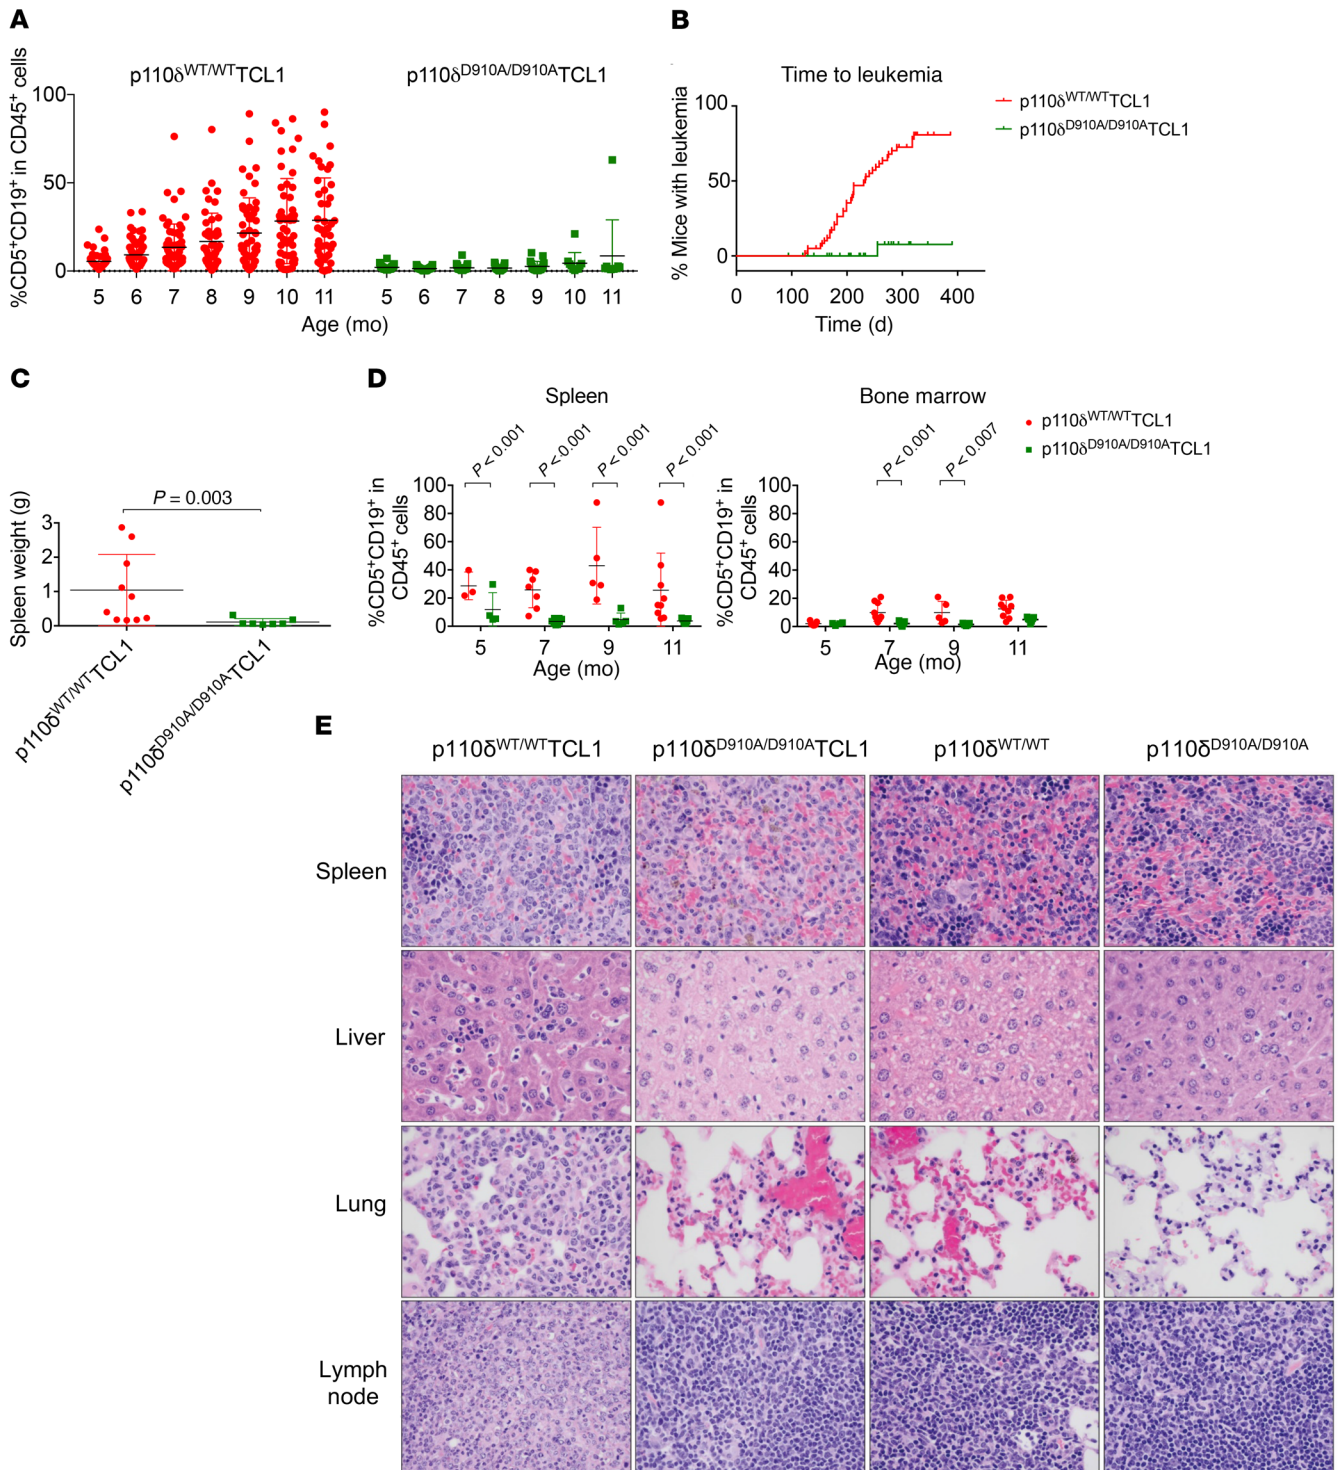 A
p110δWT/WTTCL1
p110δD910A/D910ATCL1
%CD5+CD19+ in CD45+ cells
100
50
0
5 6 7 8 9 10 11
5 6 7 8 9 10 11
Age (mo)
B
Time to leukemia
% Mice with leukemia
100
50
0
0 100 200 300 400
Time (d)
p110δWT/WTTCL1
p110δD910A/D910ATCL1
C
Spleen weight (g)
P = 0.003
3
2
1
0
p110δWT/WTTCL1
p110δD910A/D910ATCL1
D
Spleen
P < 0.001
P < 0.001
P < 0.001
P < 0.001
%CD5+CD19+ in
CD45+ cells
100
80
60
40
20
0
5 7 9 11
Age (mo)
Bone marrow
P < 0.001
P < 0.007
%CD5+CD19+ in
CD45+ cells
100
80
60
40
20
0
5 7 9 11
Age (mo)
p110δWT/WTTCL1
p110δD910A/D910ATCL1
E
p110δWT/WTTCL1
p110δD910A/D910ATCL1
p110δWT/WT
p110δD910A/D910A
Spleen
Liver
Lung
Lymph
node